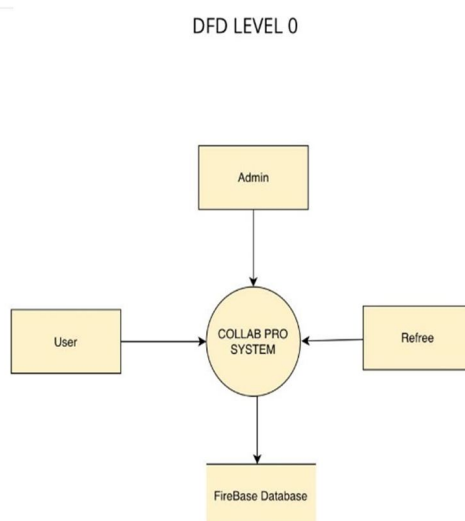 DFD LEVEL 0
Admin
User
COLLAB PRO
SYSTEM
Refree
FireBase Database